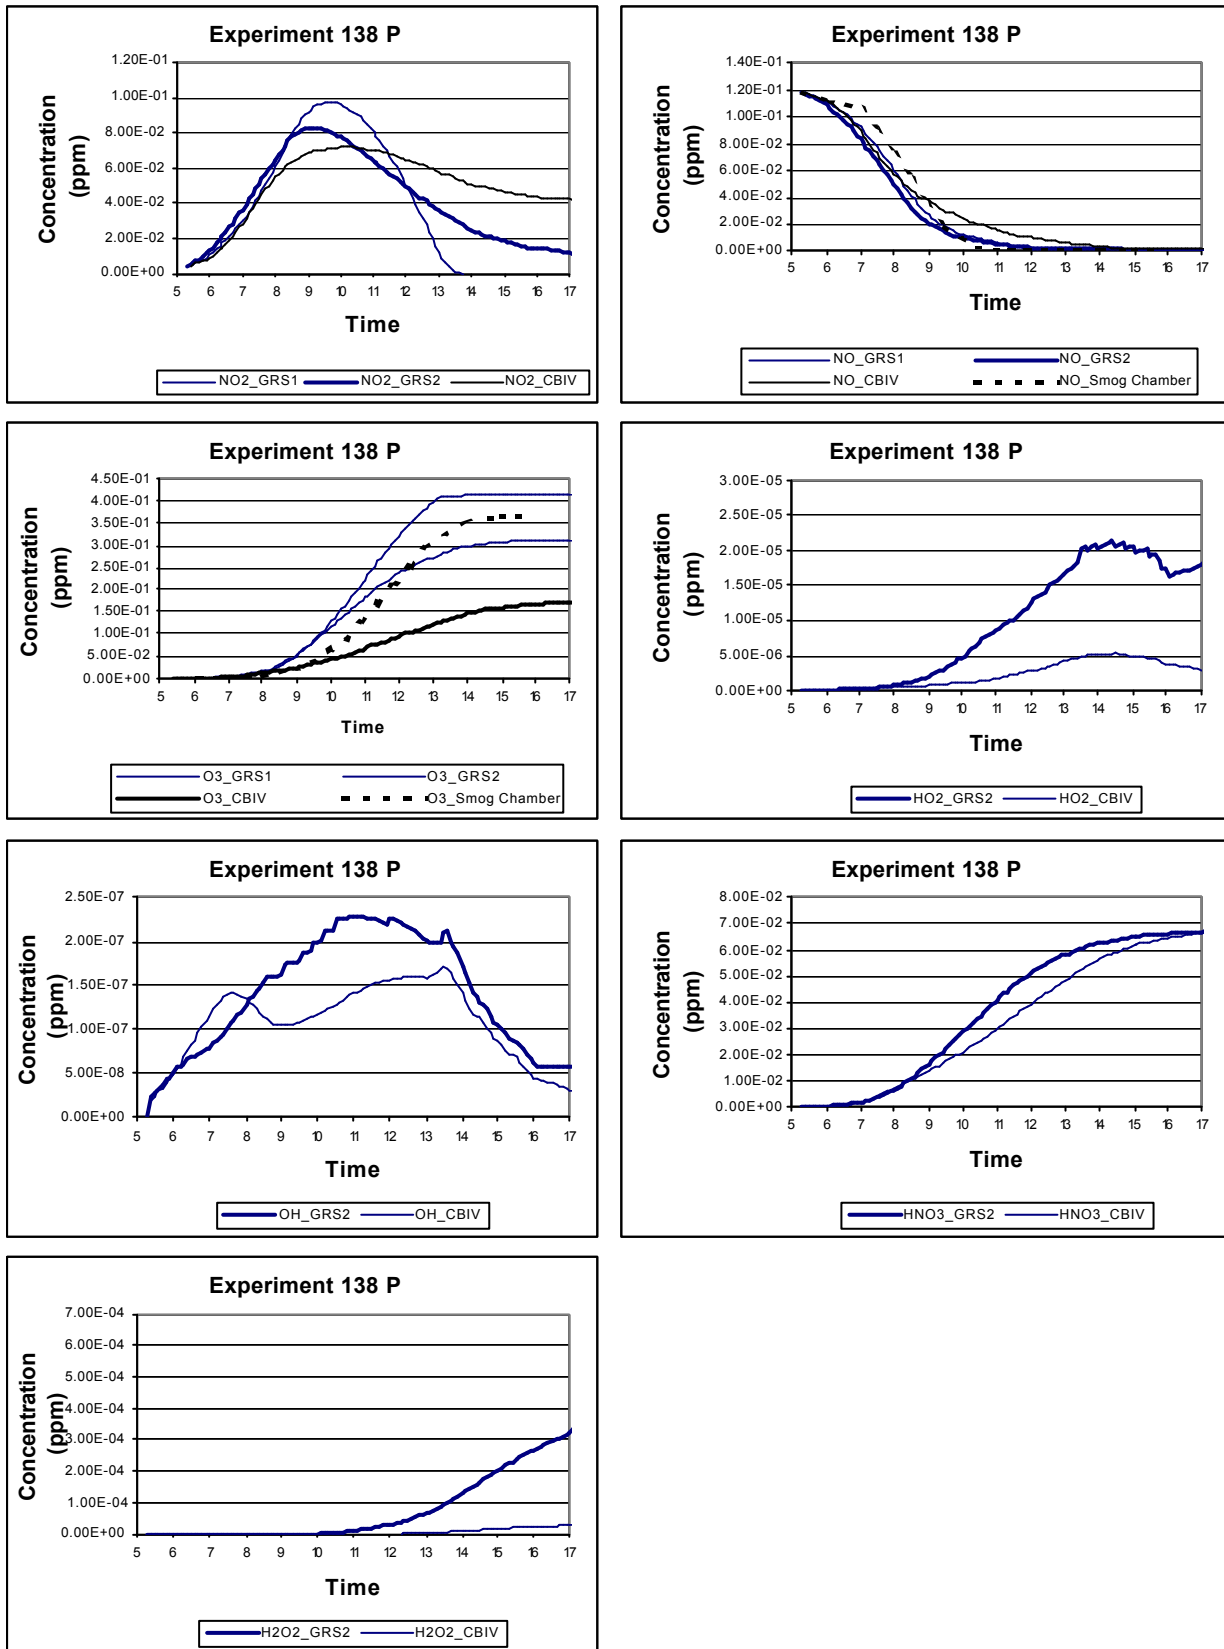 Experiment 138 P
1.20E-01
1.00E-01
8.00E-02
6.00E-02
4.00E-02
2.00E-02
0.00E+00
Concentration
(ppm)
5 6 7 8 9 10 11 12 13 14 15 16 17
Time
NO2_GRS1 NO2_GRS2 NO2_CBIV
Experiment 138 P
1.40E-01
1.20E-01
1.00E-01
8.00E-02
6.00E-02
4.00E-02
2.00E-02
0.00E+00
Concentration
(ppm)
5 6 7 8 9 10 11 12 13 14 15 16 17
Time
NO_GRS1 NO_GRS2
NO_CBIV NO_Smog Chamber
Experiment 138 P
4.50E-01
4.00E-01
3.50E-01
3.00E-01
2.50E-01
2.00E-01
1.50E-01
1.00E-01
5.00E-02
0.00E+00
Concentration
(ppm)
5 6 7 8 9 10 11 12 13 14 15 16 17
Time
O3_GRS1 O3_GRS2
O3_CBIV O3_Smog Chamber
Experiment 138 P
3.00E-05
2.50E-05
2.00E-05
1.50E-05
1.00E-05
5.00E-06
0.00E+00
Concentration
(ppm)
5 6 7 8 9 10 11 12 13 14 15 16 17
Time
HO2_GRS2 HO2_CBIV
Experiment 138 P
2.50E-07
2.00E-07
1.50E-07
1.00E-07
5.00E-08
0.00E+00
Concentration
(ppm)
5 6 7 8 9 10 11 12 13 14 15 16 17
Time
OH_GRS2 OH_CBIV
Experiment 138 P
8.00E-02
7.00E-02
6.00E-02
5.00E-02
4.00E-02
3.00E-02
2.00E-02
1.00E-02
0.00E+00
Concentration
(ppm)
5 6 7 8 9 10 11 12 13 14 15 16 17
Time
HNO3_GRS2 HNO3_CBIV
Experiment 138 P
7.00E-04
6.00E-04
5.00E-04
4.00E-04
3.00E-04
2.00E-04
1.00E-04
0.00E+00
Concentration
(ppm)
5 6 7 8 9 10 11 12 13 14 15 16 17
Time
H2O2_GRS2 H2O2_CBIV